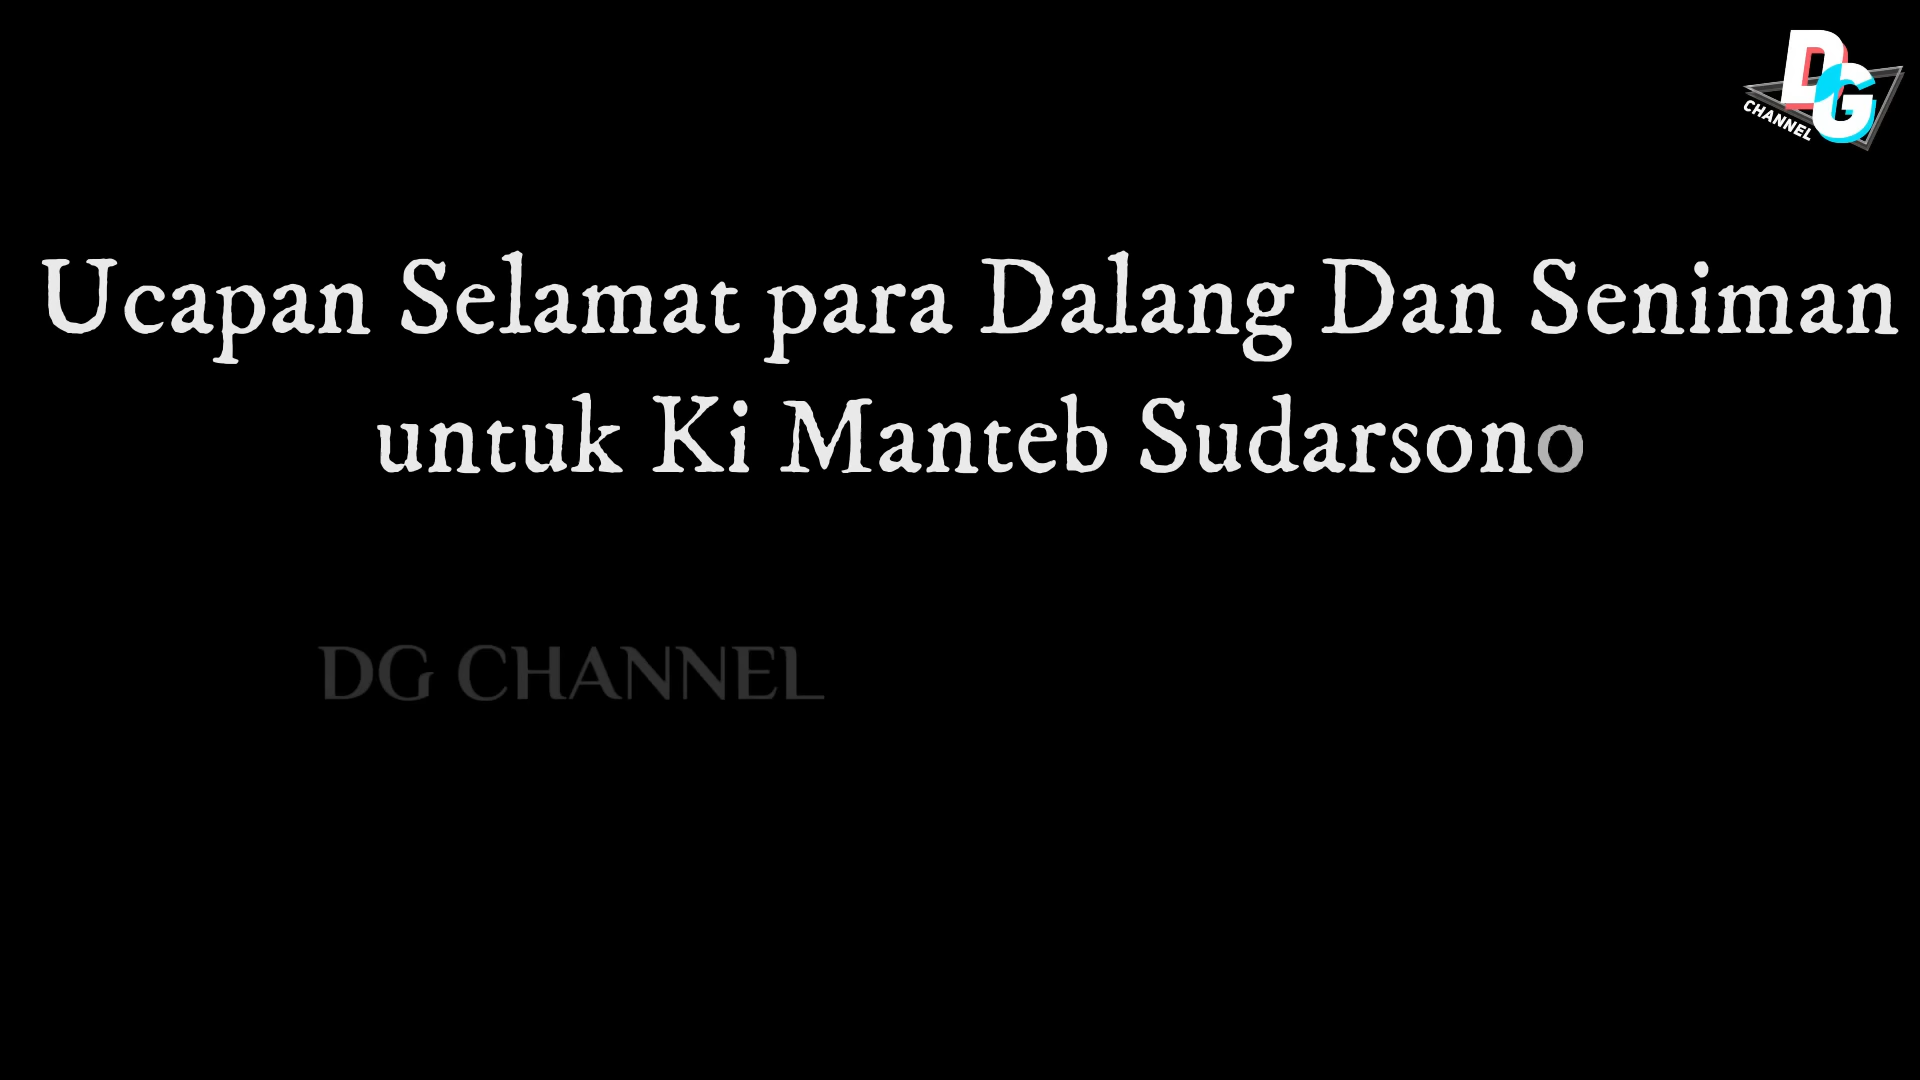 DG
CHANNEL
Ucapan Selamat para Dalang Dan Seniman
untuk Ki Manteb Sudarsono
DG CHANNEL